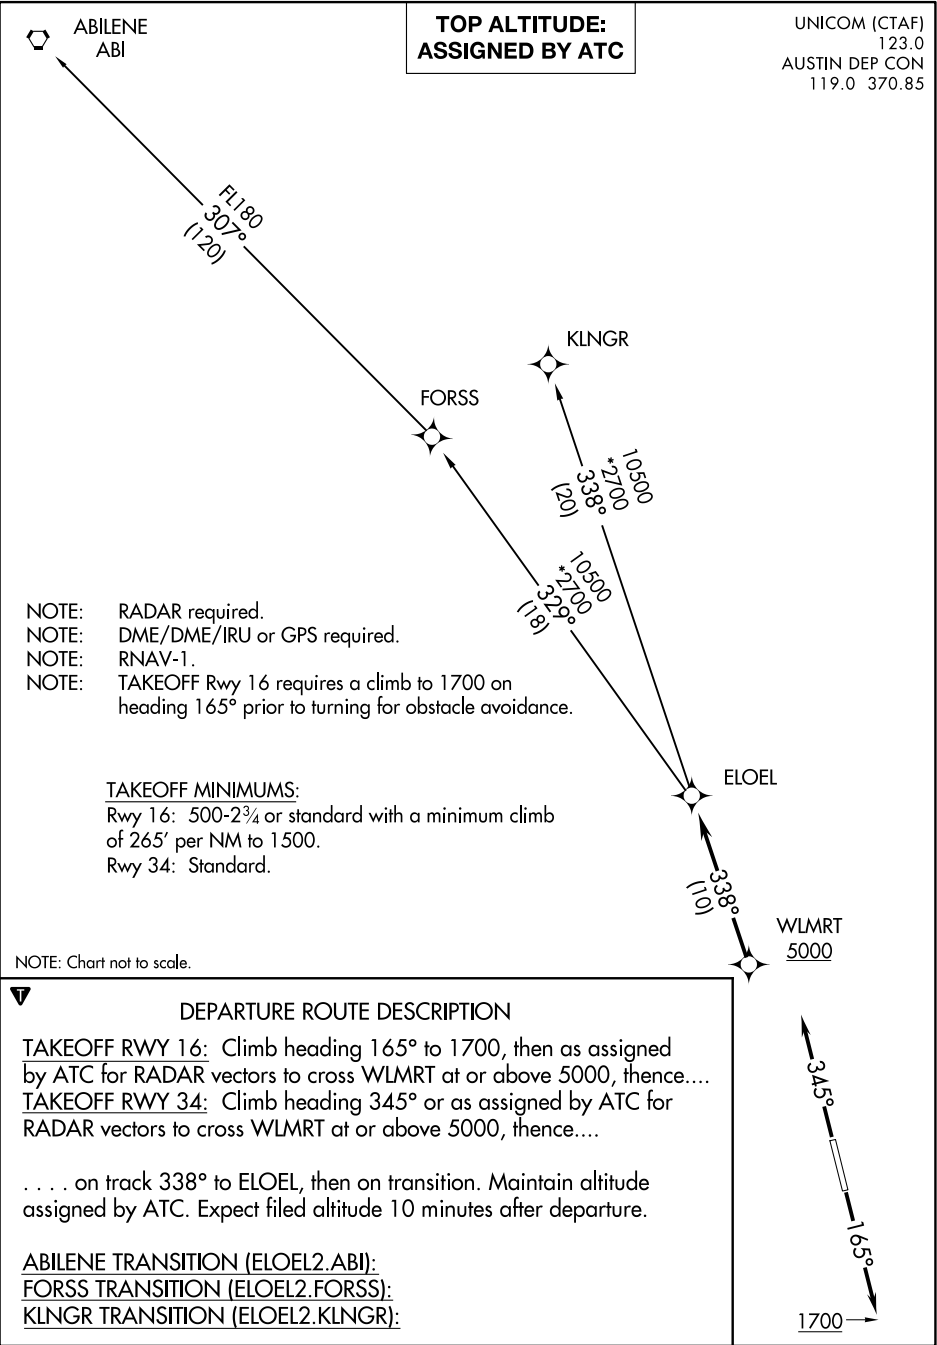 ABILENE
ABI
TOP ALTITUDE:
ASSIGNED BY ATC
UNICOM (CTAF)
123.0
AUSTIN DEP CON
119.0 370.85
FL180
307°
(120)
KLNGR
FORSS
10500
*2700
338°
(20)
10500
*2700
329°
(18)
NOTE: RADAR required.
NOTE: DME/DME/IRU or GPS required.
NOTE: RNAV-1.
NOTE: TAKEOFF Rwy 16 requires a climb to 1700 on
heading 165° prior to turning for obstacle avoidance.
ELOEL
TAKEOFF MINIMUMS:
Rwy 16: 500-2¾ or standard with a minimum climb
of 265' per NM to 1500.
Rwy 34: Standard.
338°
(10)
WLMRT
5000
NOTE: Chart not to scale.
T
DEPARTURE ROUTE DESCRIPTION
TAKEOFF RWY 16: Climb heading 165° to 1700, then as assigned
by ATC for RADAR vectors to cross WLMRT at or above 5000, thence....
TAKEOFF RWY 34: Climb heading 345° or as assigned by ATC for
RADAR vectors to cross WLMRT at or above 5000, thence....
. . . . on track 338° to ELOEL, then on transition. Maintain altitude
assigned by ATC. Expect filed altitude 10 minutes after departure.
ABILENE TRANSITION (ELOEL2.ABI):
FORSS TRANSITION (ELOEL2.FORSS):
KLNGR TRANSITION (ELOEL2.KLNGR):
345°
165°
1700